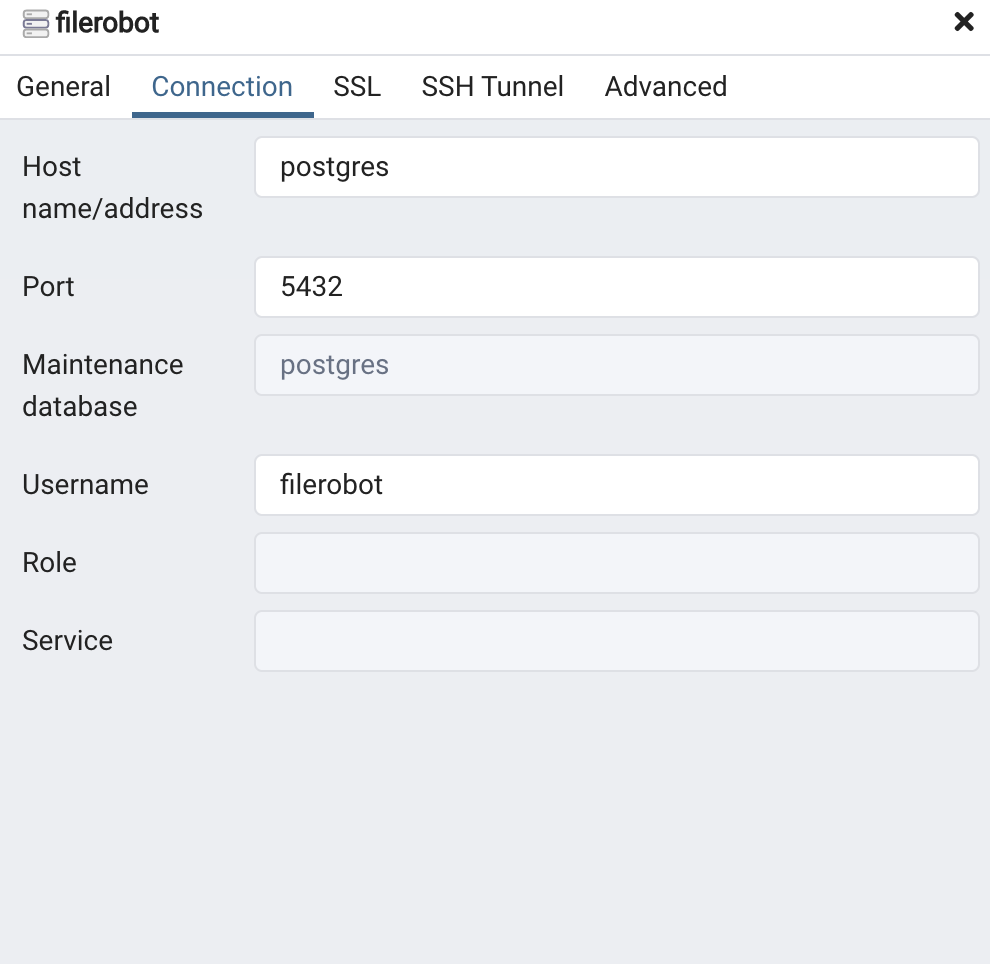 filerobot
General Connection SSL SSH Tunnel Advanced
Host
name/address
postgres
Port
5432
Maintenance
database
postgres
Username
filerobot
Role
Service